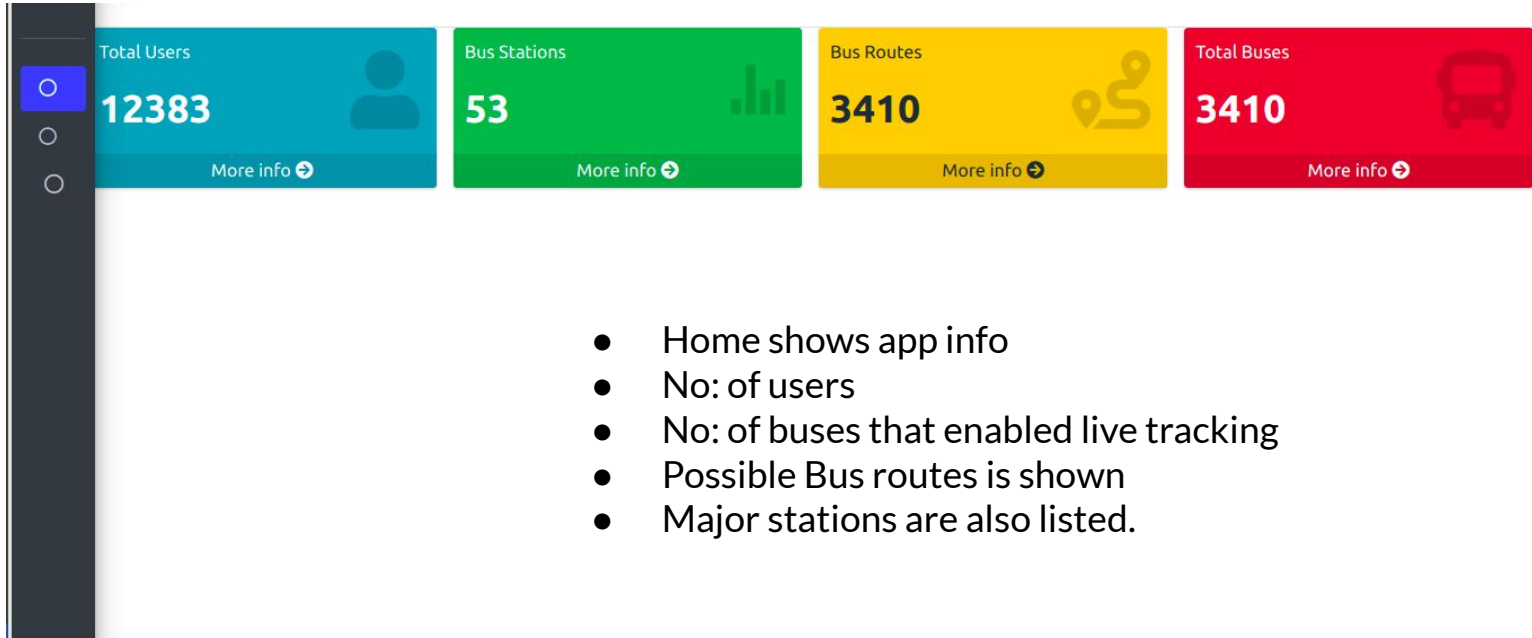 Total Users
12383
More info
Bus Stations
53
More info
Bus Routes
3410
More info
Total Buses
3410
More info
● Home shows app info
● No: of users
● No: of buses that enabled live tracking
● Possible Bus routes is shown
● Major stations are also listed.